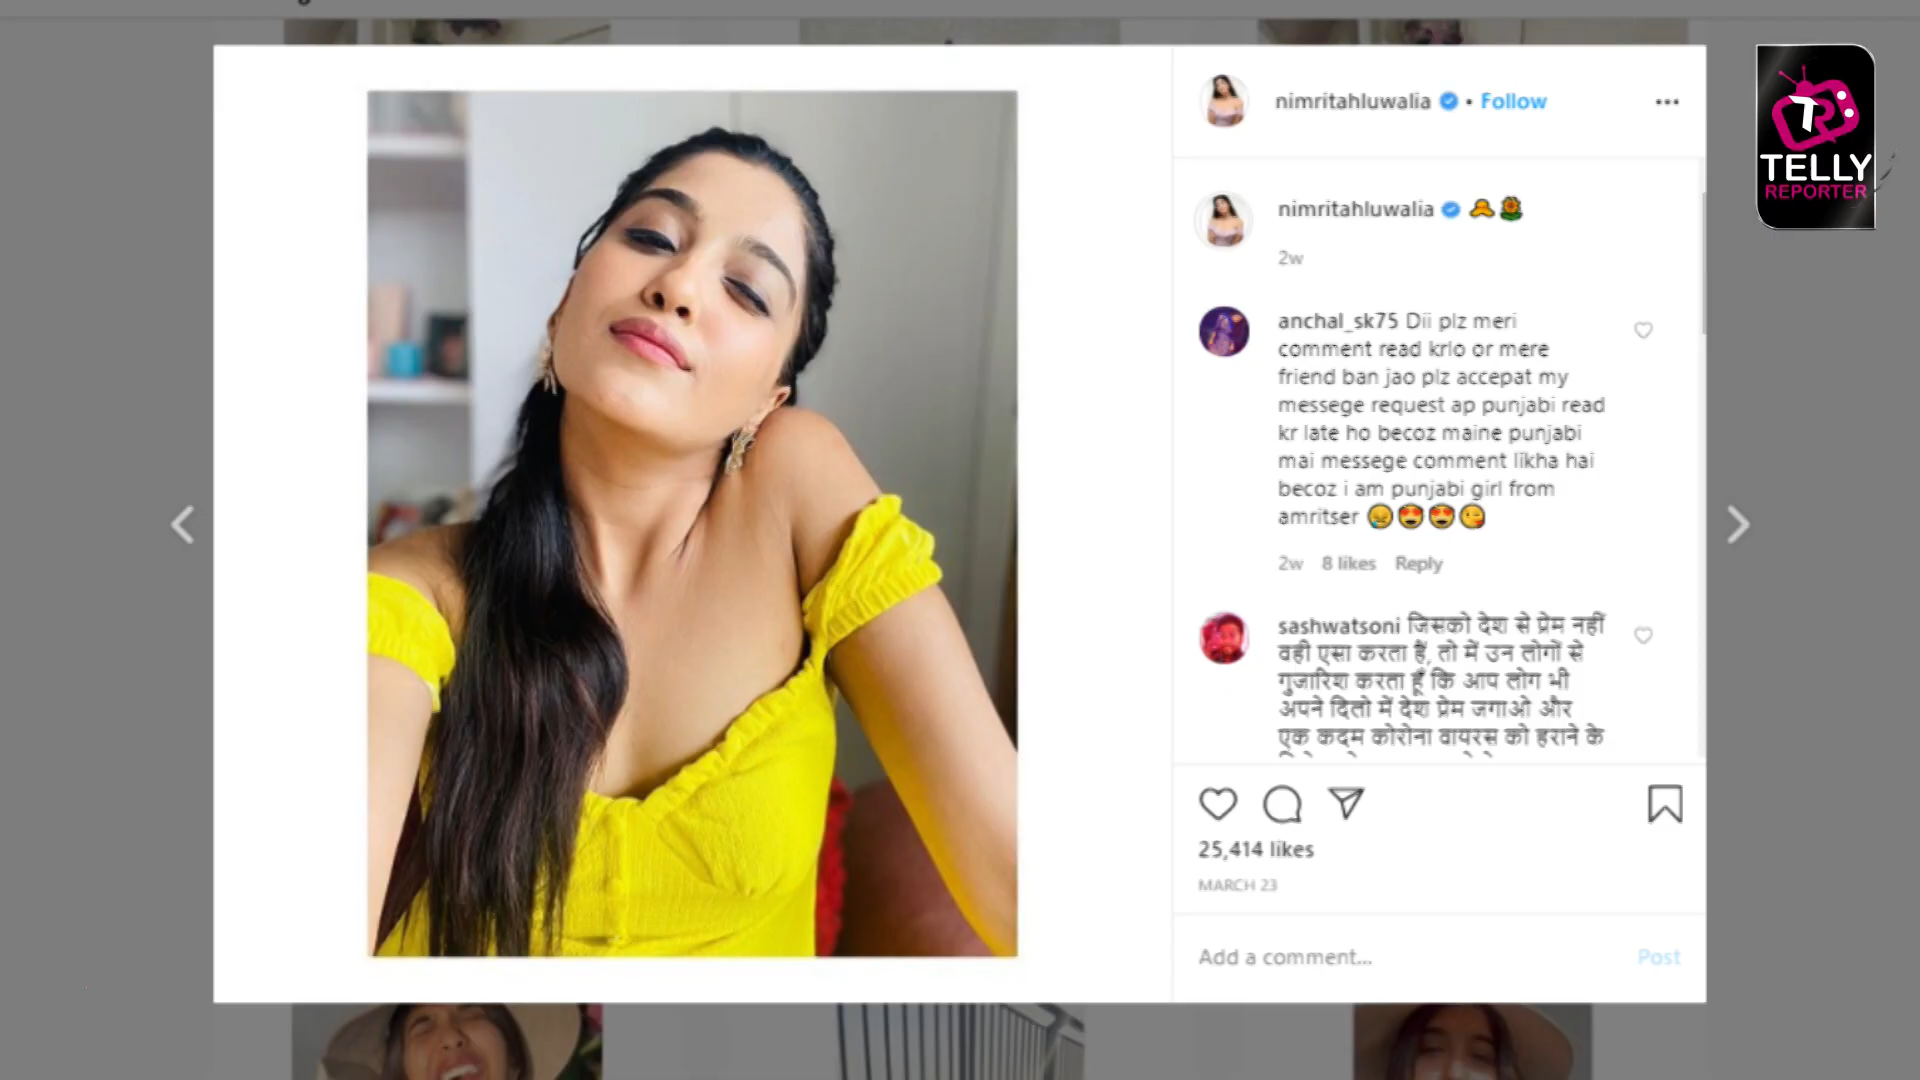 nimritahluwalia • Follow
nimritahluwalia
2w
anchal_sk75 Dii plz meri
comment read krlo or mere
friend ban jao plz accepat my
messege request ap punjabi read
kr late ho becoz maine punjabi
mai messege comment likha hai
becoz i am punjabi girl from
amritser 😂😍😍😘
2w 8 likes Reply
sashwatsoni जिसको देश से प्रेम नहीं
वही एसा करता हैं, तो में उन लोगों से
गुजारिश करता हूँ कि आप लोग भी
अपने दिलो में देश प्रेम जगाओ और
एक कदम कोरोना वायरस को हराने के
25,414 likes
MARCH 23
Add a comment...
Post
TELLY
REPORTER